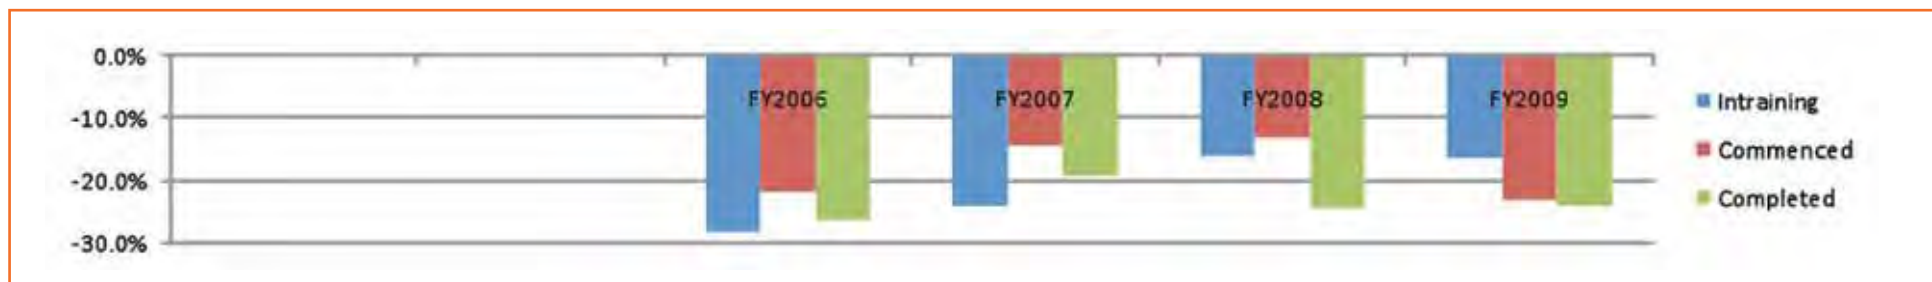 0.0%
-10.0%
-20.0%
-30.0%
FY2006 FY2007 FY2008 FY2009
Intraining
Commenced
Completed